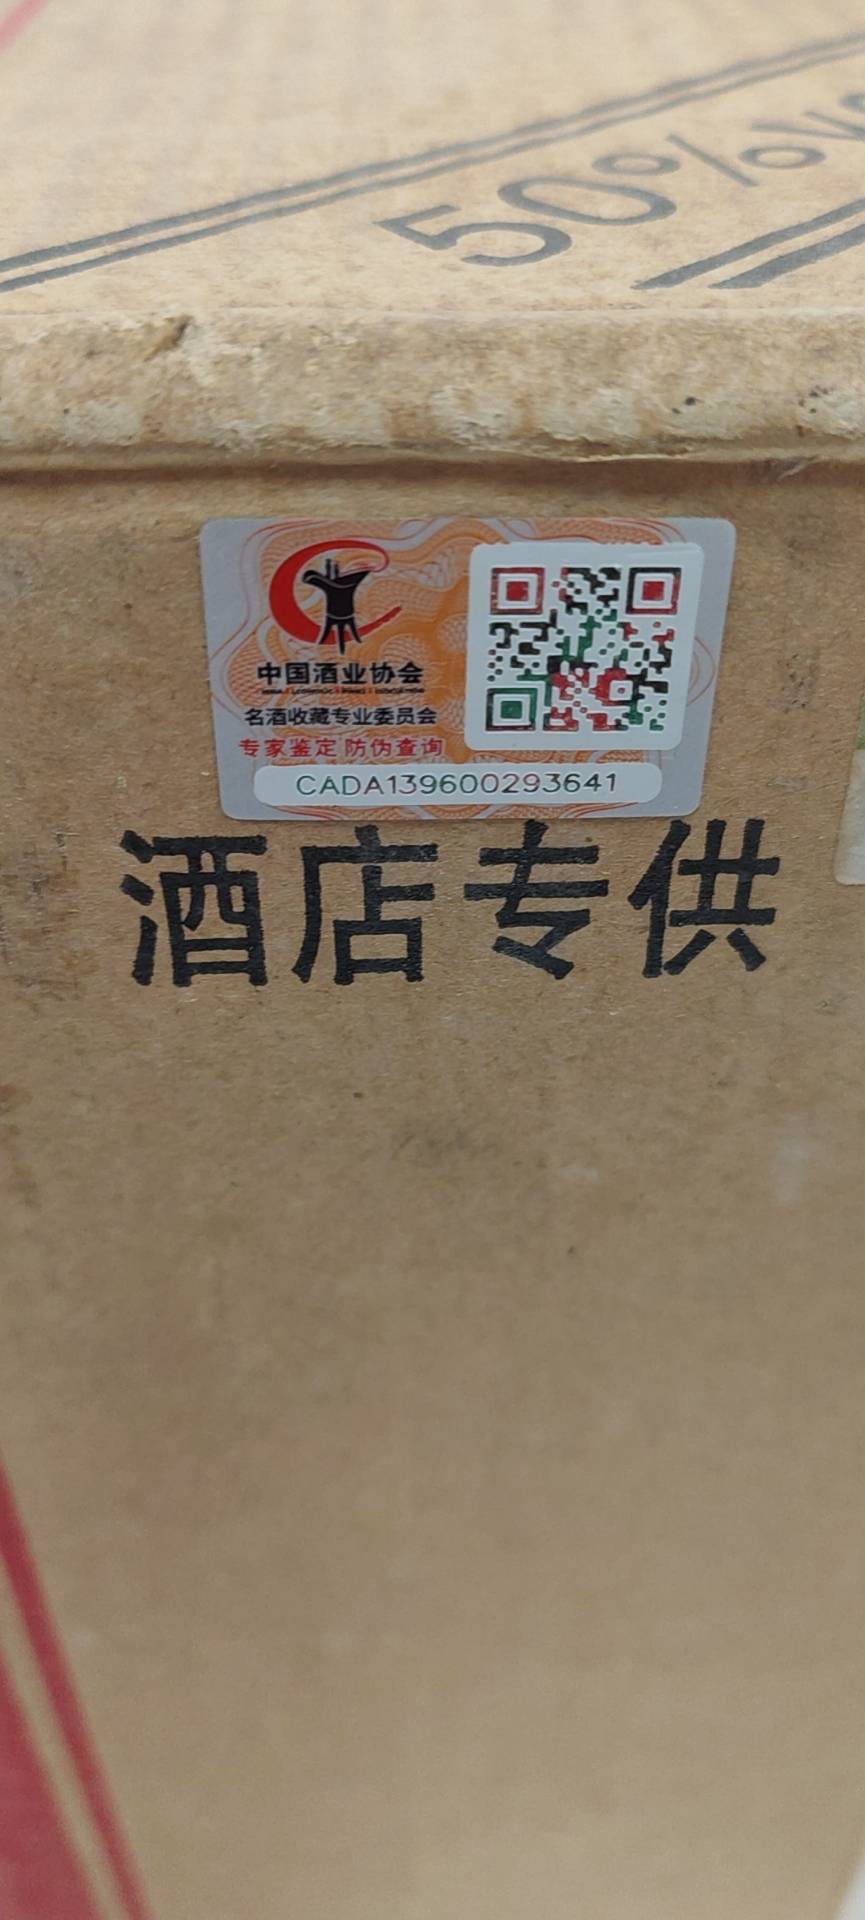 50%
中国酒业协会
名酒收藏专业委员会
专家鉴定 防伪查询
CADA139600293641
酒店专供